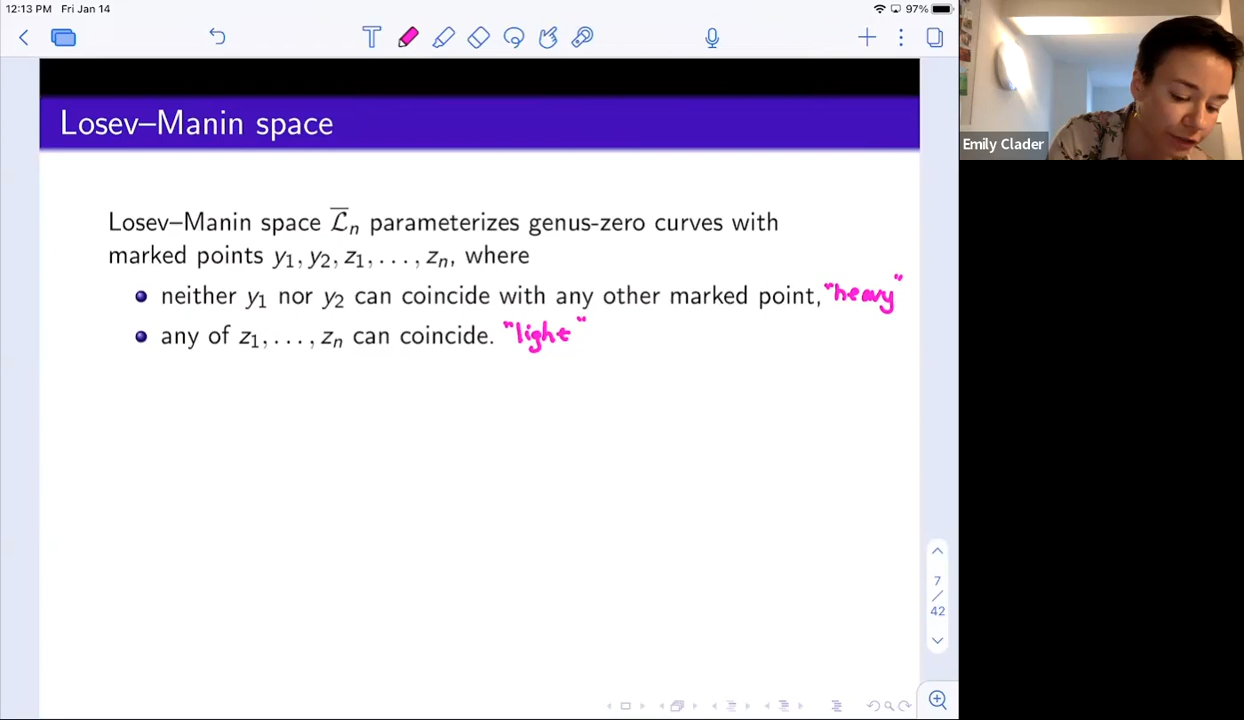 12:13 PM Fri Jan 14
97%
Losev–Manin space
Emily Clader
Losev–Manin space $\overline{\mathcal{L}}_n$ parameterizes genus-zero curves with
marked points $y_1, y_2, z_1, \ldots, z_n$, where
neither $y_1$ nor $y_2$ can coincide with any other marked point, "heavy"
any of $z_1, \ldots, z_n$ can coincide. "light"
7
/
42